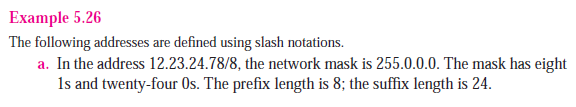 Example 5.26
The following addresses are defined using slash notations.
a. In the address 12.23.24.78/8, the network mask is 255.0.0.0. The mask has eight
1s and twenty-four 0s. The prefix length is 8; the suffix length is 24.